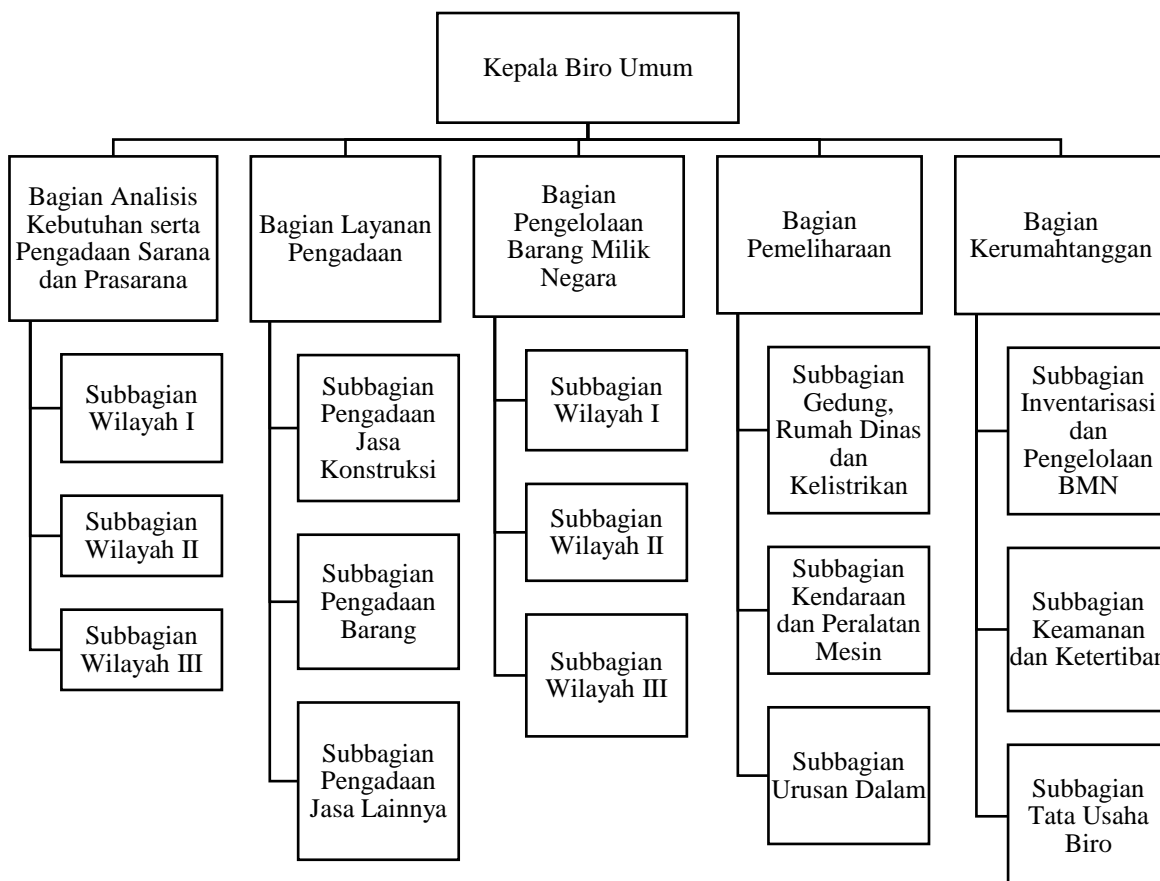 Kepala Biro Umum
Bagian Analisis
Kebutuhan serta
Pengadaan Sarana
dan Prasarana
Subbagian
Wilayah I
Subbagian
Wilayah II
Subbagian
Wilayah III
Bagian Layanan
Pengadaan
Subbagian
Pengadaan
Jasa
Konstruksi
Subbagian
Pengadaan
Barang
Subbagian
Pengadaan
Jasa Lainnya
Bagian
Pengelolaan
Barang Milik
Negara
Subbagian
Wilayah I
Subbagian
Wilayah II
Subbagian
Wilayah III
Bagian
Pemeliharaan
Subbagian
Gedung,
Rumah Dinas
dan
Kelistrikan
Subbagian
Kendaraan
dan Peralatan
Mesin
Subbagian
Urusan Dalam
Bagian
Kerumahtanggan
Subbagian
Inventarisasi
dan
Pengelolaan
BMN
Subbagian
Keamanan
dan Ketertiban
Subbagian
Tata Usaha
Biro